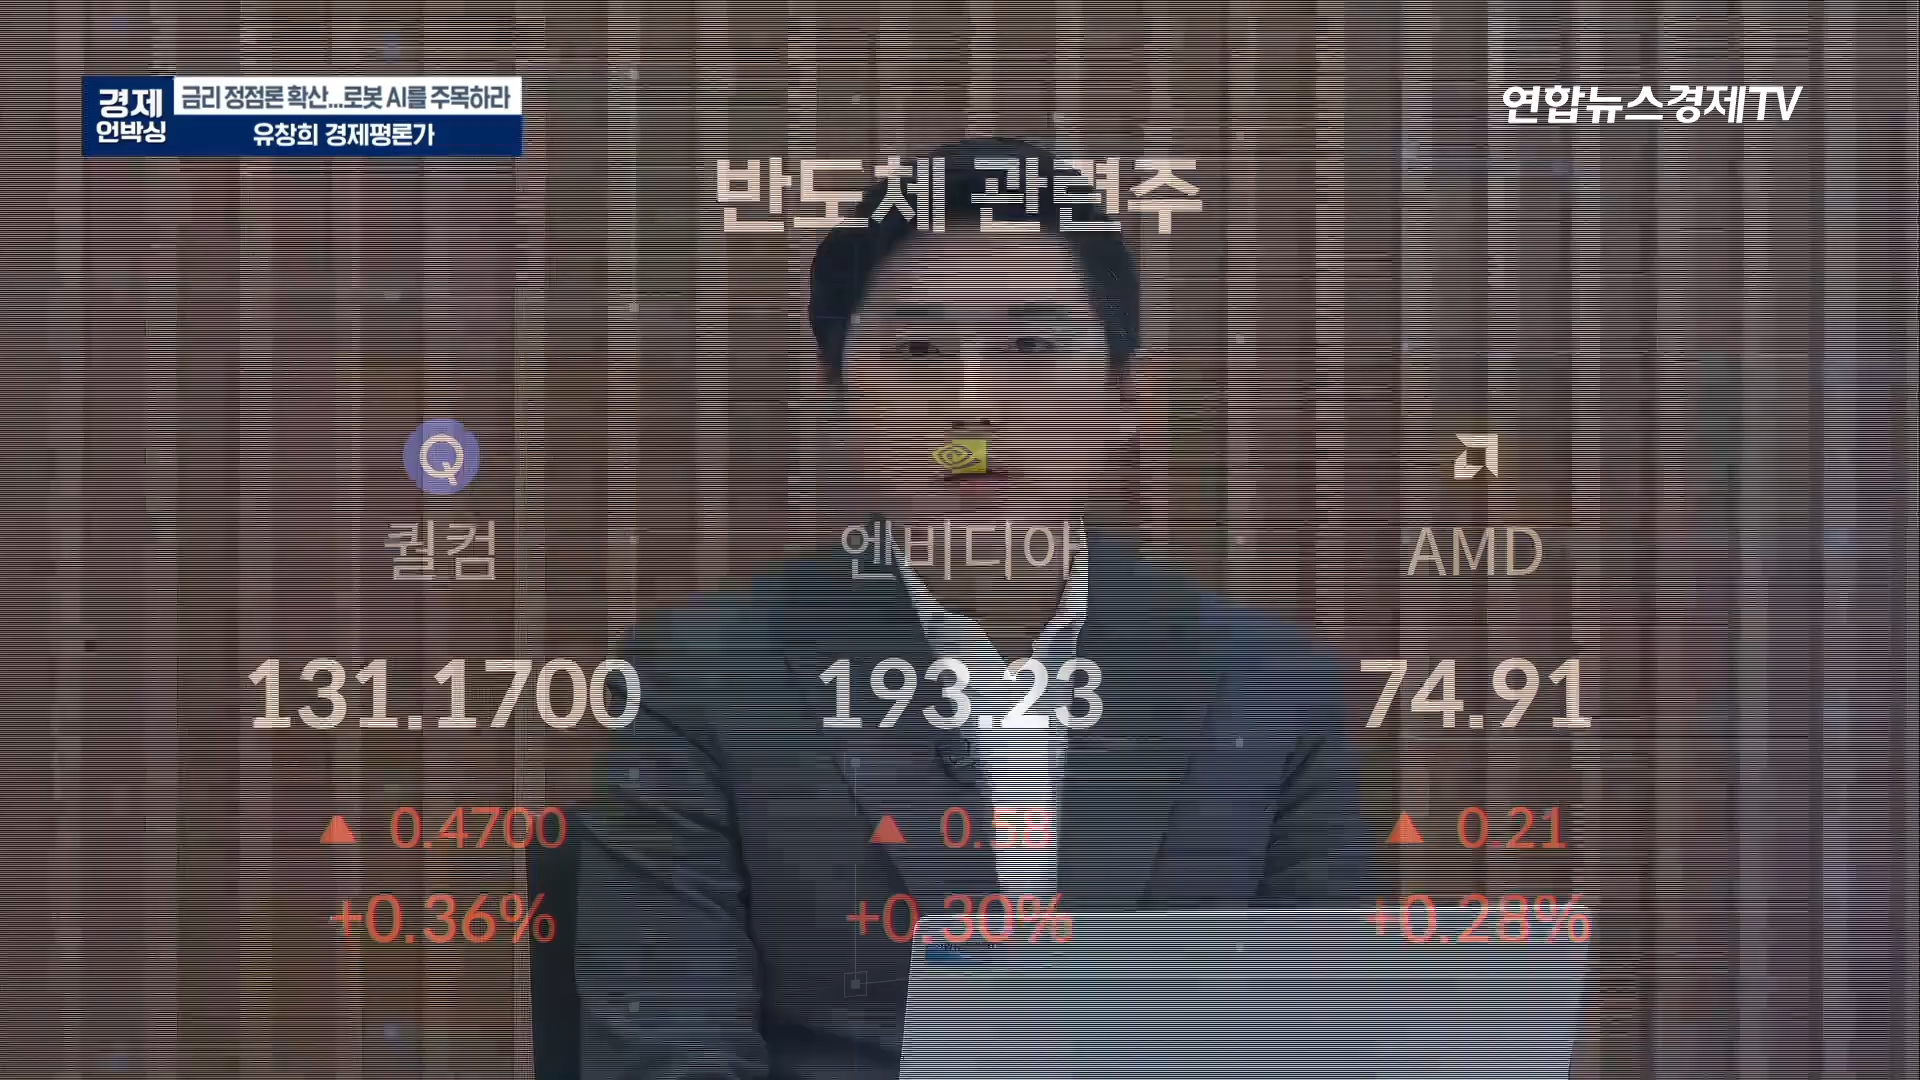 경제
언박싱
금리 정점론 확산...로봇 AI를 주목하라
유창희 경제평론가
연합뉴스경제TV
반도체 관련주
퀄컴
엔비디아
AMD
131.1700
193.23
74.91
▲ 0.4700
▲ 0.58
▲ 0.21
+0.36%
+0.30%
+0.28%